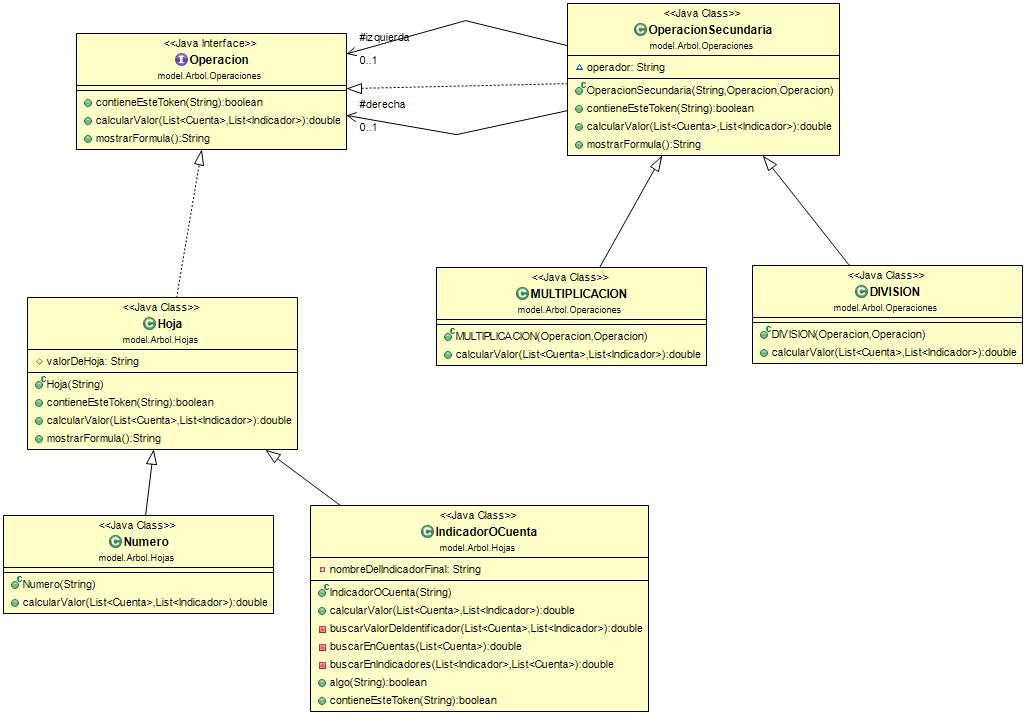 <<Java Interface>>
Operacion
model.Arbol.Operaciones
contieneEsteToken(String):boolean
calcularValor(List<Cuenta>,List<Indicador>):double
mostrarFormula():String
#izquierda
0..1
#derecha
0..1
<<Java Class>>
OperacionSecundaria
model.Arbol.Operaciones
operador: String
OperacionSecundaria(String,Operacion,Operacion)
contieneEsteToken(String):boolean
calcularValor(List<Cuenta>,List<Indicador>):double
mostrarFormula():String
<<Java Class>>
MULTIPLICACION
model.Arbol.Operaciones
MULTIPLICACION(Operacion,Operacion)
calcularValor(List<Cuenta>,List<Indicador>):double
<<Java Class>>
DIVISION
model.Arbol.Operaciones
DIVISION(Operacion,Operacion)
calcularValor(List<Cuenta>,List<Indicador>):double
<<Java Class>>
Hoja
model.Arbol.Hojas
valorDeHoja: String
Hoja(String)
contieneEsteToken(String):boolean
calcularValor(List<Cuenta>,List<Indicador>):double
mostrarFormula():String
<<Java Class>>
Numero
model.Arbol.Hojas
Numero(String)
calcularValor(List<Cuenta>,List<Indicador>):double
<<Java Class>>
IndicadorOCuenta
model.Arbol.Hojas
nombreDelIndicadorFinal: String
IndicadorOCuenta(String)
calcularValor(List<Cuenta>,List<Indicador>):double
buscarValorDeIdentificador(List<Cuenta>,List<Indicador>):double
buscarEnCuentas(List<Cuenta>):double
buscarEnIndicadores(List<Indicador>,List<Cuenta>):double
algo(String):boolean
contieneEsteToken(String):boolean